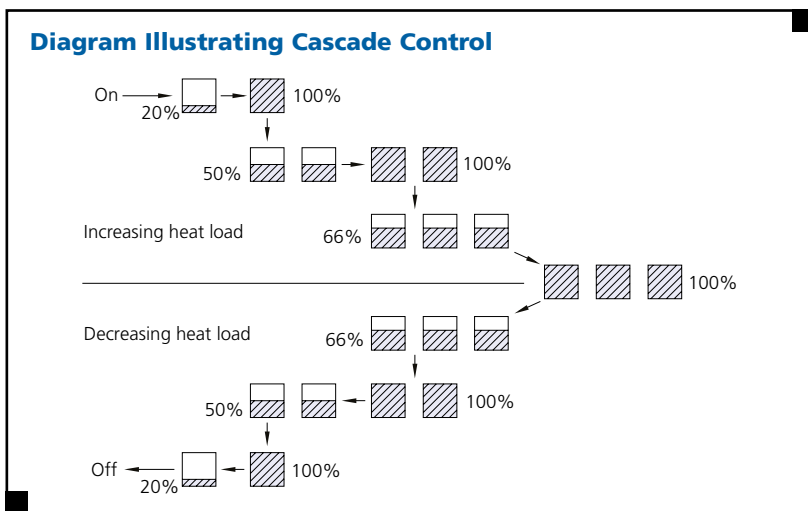 Diagram Illustrating Cascade Control
On
20%
100%
50%
100%
Increasing heat load
66%
100%
Decreasing heat load
66%
50%
100%
Off
20%
100%